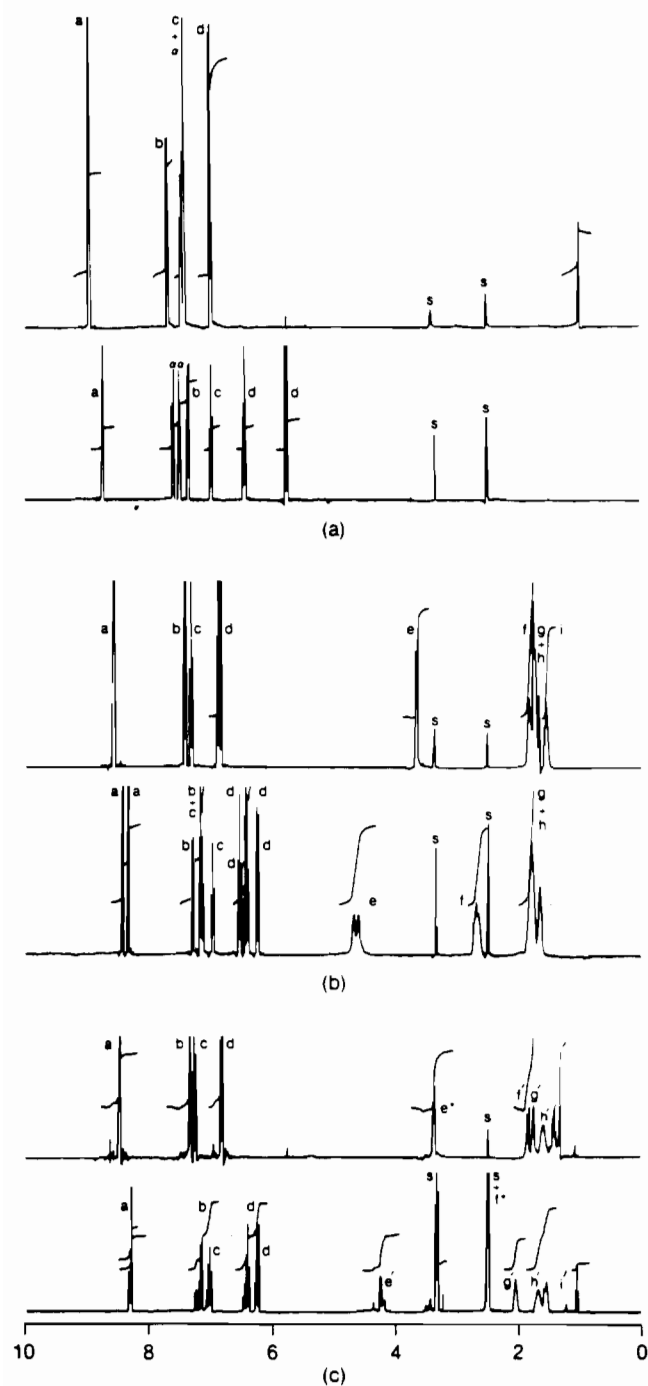 a
c
+
α
d
b
s
s
a
α α
b
c
d
d
s
s
(a)
a
b
c
d
e
s
s
f
g
+
h
i
a
a
b
+
c
b
c
d
d
d
d
e
f
s
s
g
+
h
(b)
a
b
c
d
e*
s
f′
g′
h′
a
b
d
d
e′
s
s
+
f*
g′
h′
i′
10
8
6
4
2
0
(c)